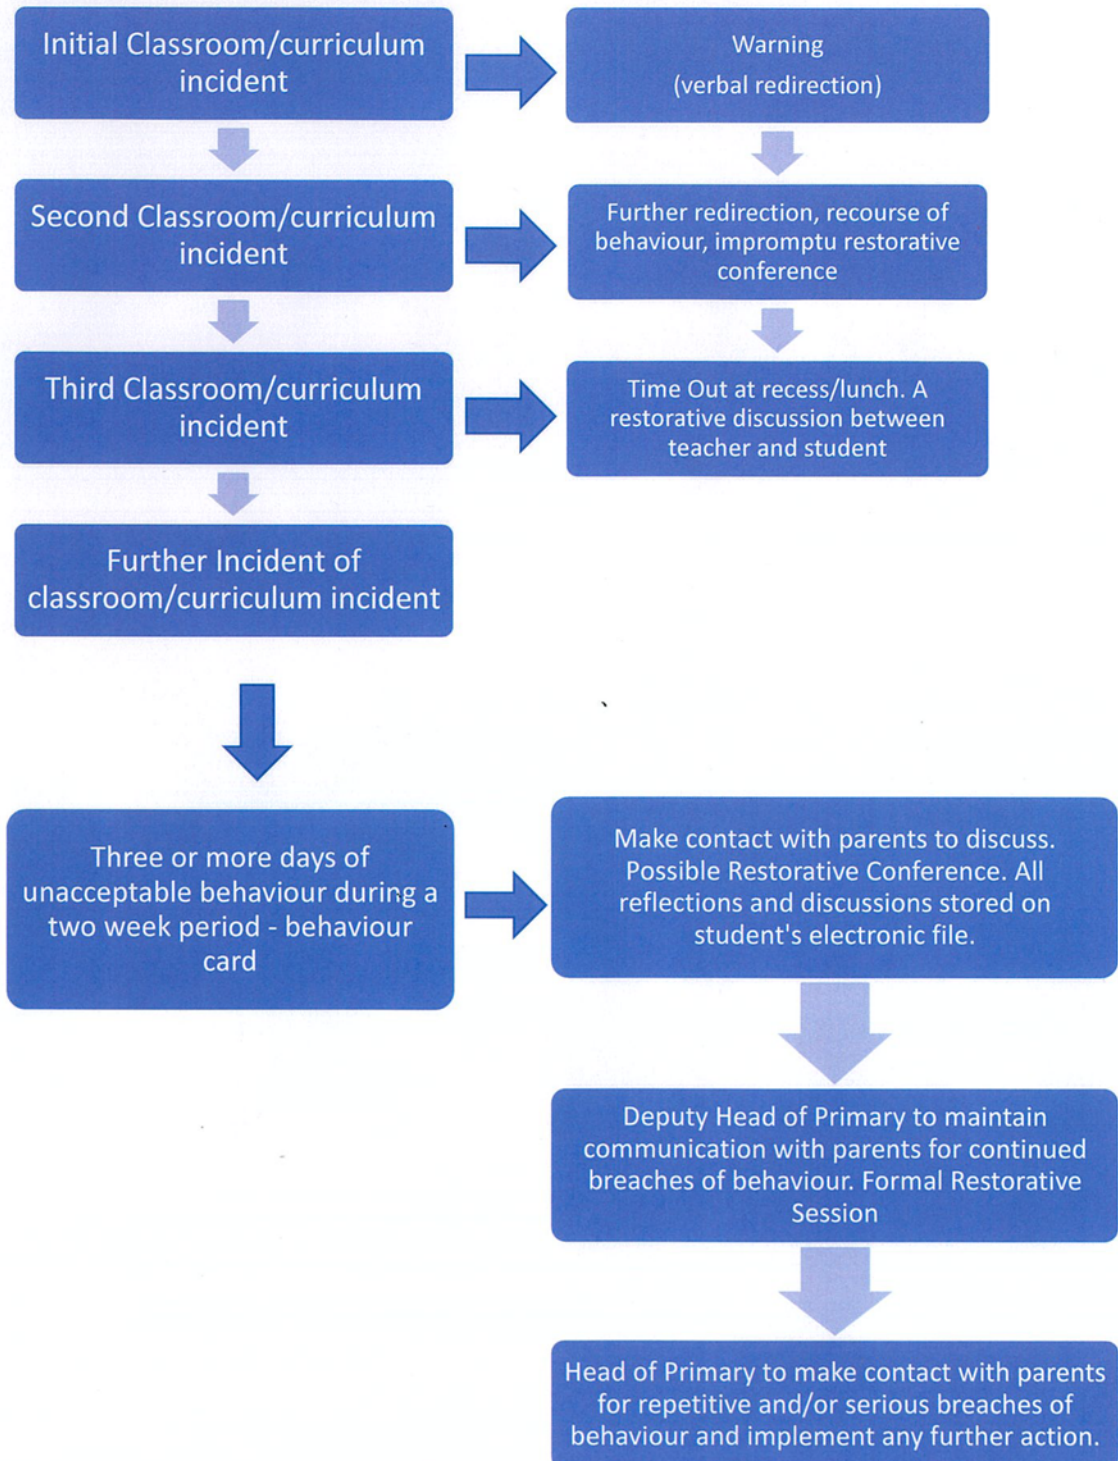 Initial Classroom/curriculum
incident
Warning
(verbal redirection)
Second Classroom/curriculum
incident
Further redirection, recourse of
behaviour, impromptu restorative
conference
Third Classroom/curriculum
incident
Time Out at recess/lunch. A
restorative discussion between
teacher and student
Further Incident of
classroom/curriculum incident
Three or more days of
unacceptable behaviour during a
two week period - behaviour
card
Make contact with parents to discuss.
Possible Restorative Conference. All
reflections and discussions stored on
student's electronic file.
Deputy Head of Primary to maintain
communication with parents for continued
breaches of behaviour. Formal Restorative
Session
Head of Primary to make contact with parents
for repetitive and/or serious breaches of
behaviour and implement any further action.